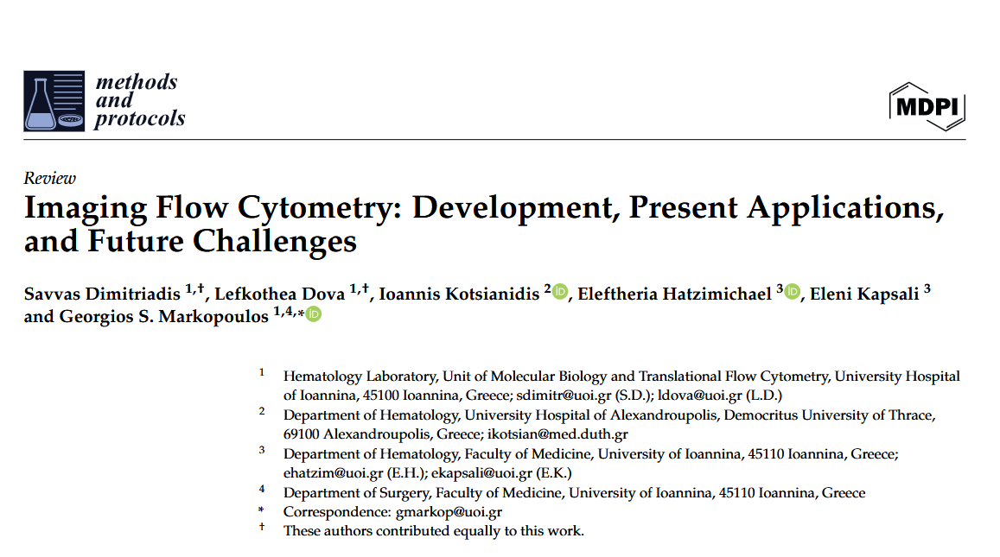 methods
and
protocols
MDPI
Review
Imaging Flow Cytometry: Development, Present Applications,
and Future Challenges
Savvas Dimitriadis 1,†, Lefkothea Dova 1,†, Ioannis Kotsianidis 2 iD, Eleftheria Hatzimichael 3 iD, Eleni Kapsali 3
and Georgios S. Markopoulos 1,4,* iD
1 Hematology Laboratory, Unit of Molecular Biology and Translational Flow Cytometry, University Hospital
of Ioannina, 45100 Ioannina, Greece; sdimitr@uoi.gr (S.D.); ldova@uoi.gr (L.D.)
2 Department of Hematology, University Hospital of Alexandroupolis, Democritus University of Thrace,
69100 Alexandroupolis, Greece; ikotsian@med.duth.gr
3 Department of Hematology, Faculty of Medicine, University of Ioannina, 45110 Ioannina, Greece;
ehatzim@uoi.gr (E.H.); ekapsali@uoi.gr (E.K.)
4 Department of Surgery, Faculty of Medicine, University of Ioannina, 45110 Ioannina, Greece
* Correspondence: gmarkop@uoi.gr
† These authors contributed equally to this work.